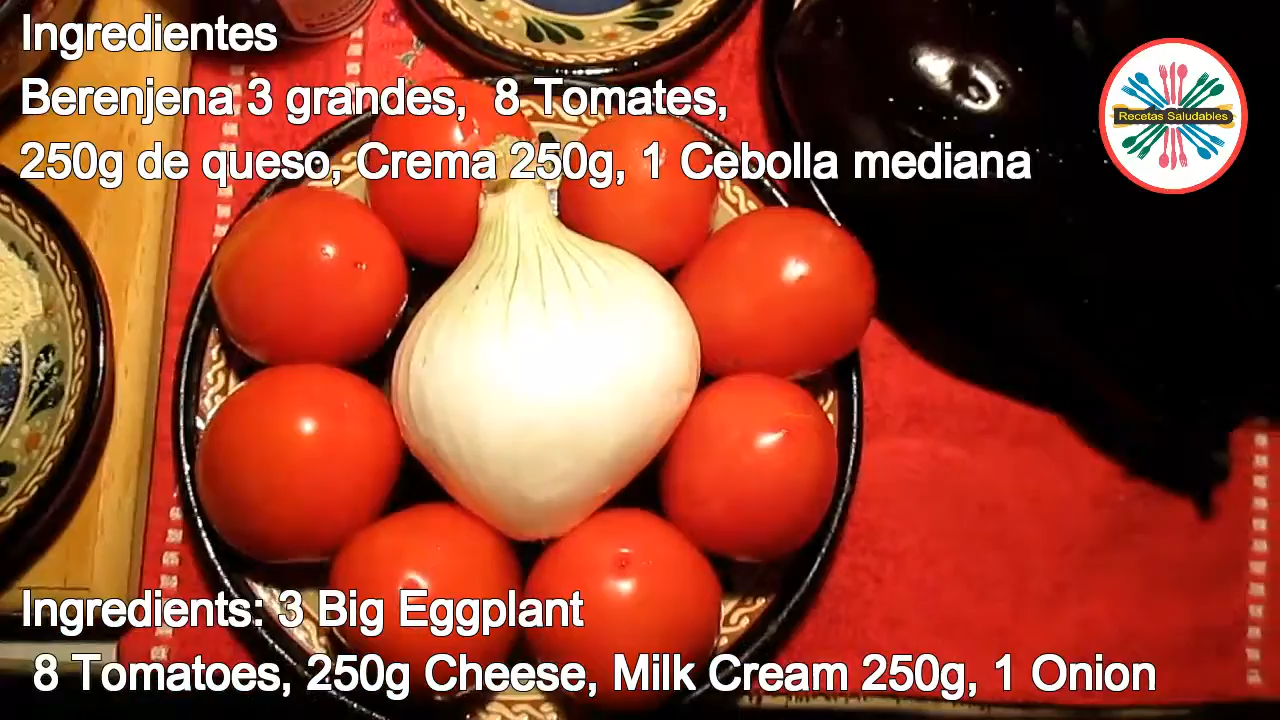 Ingredientes
Berenjena 3 grandes, 8 Tomates,
250g de queso, Crema 250g, 1 Cebolla mediana
Recetas Saludables
Ingredients: 3 Big Eggplant
8 Tomatoes, 250g Cheese, Milk Cream 250g, 1 Onion